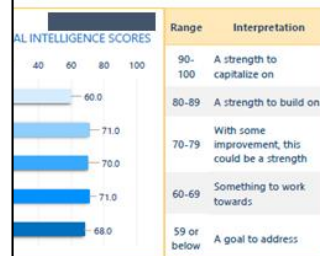 AL INTELLIGENCE SCORES
40 60 80 100
60.0
71.0
70.0
71.0
68.0
Range Interpretation
90-
100
A strength to
capitalize on
80-89 A strength to build on
70-79
With some
improvement, this
could be a strength
60-69
Something to work
towards
59 or
below
A goal to address